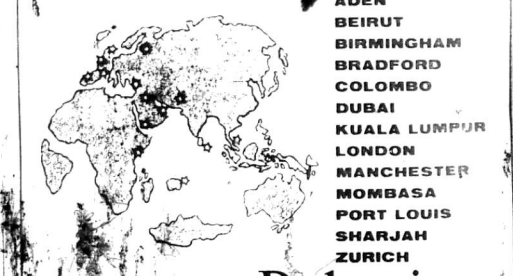 ADEN
BEIRUT
BIRMINGHAM
BRADFORD
COLOMBO
DUBAI
KUALA LUMPUR
LONDON
MANCHESTER
MOMBASA
PORT LOUIS
SHARJAH
ZURICH